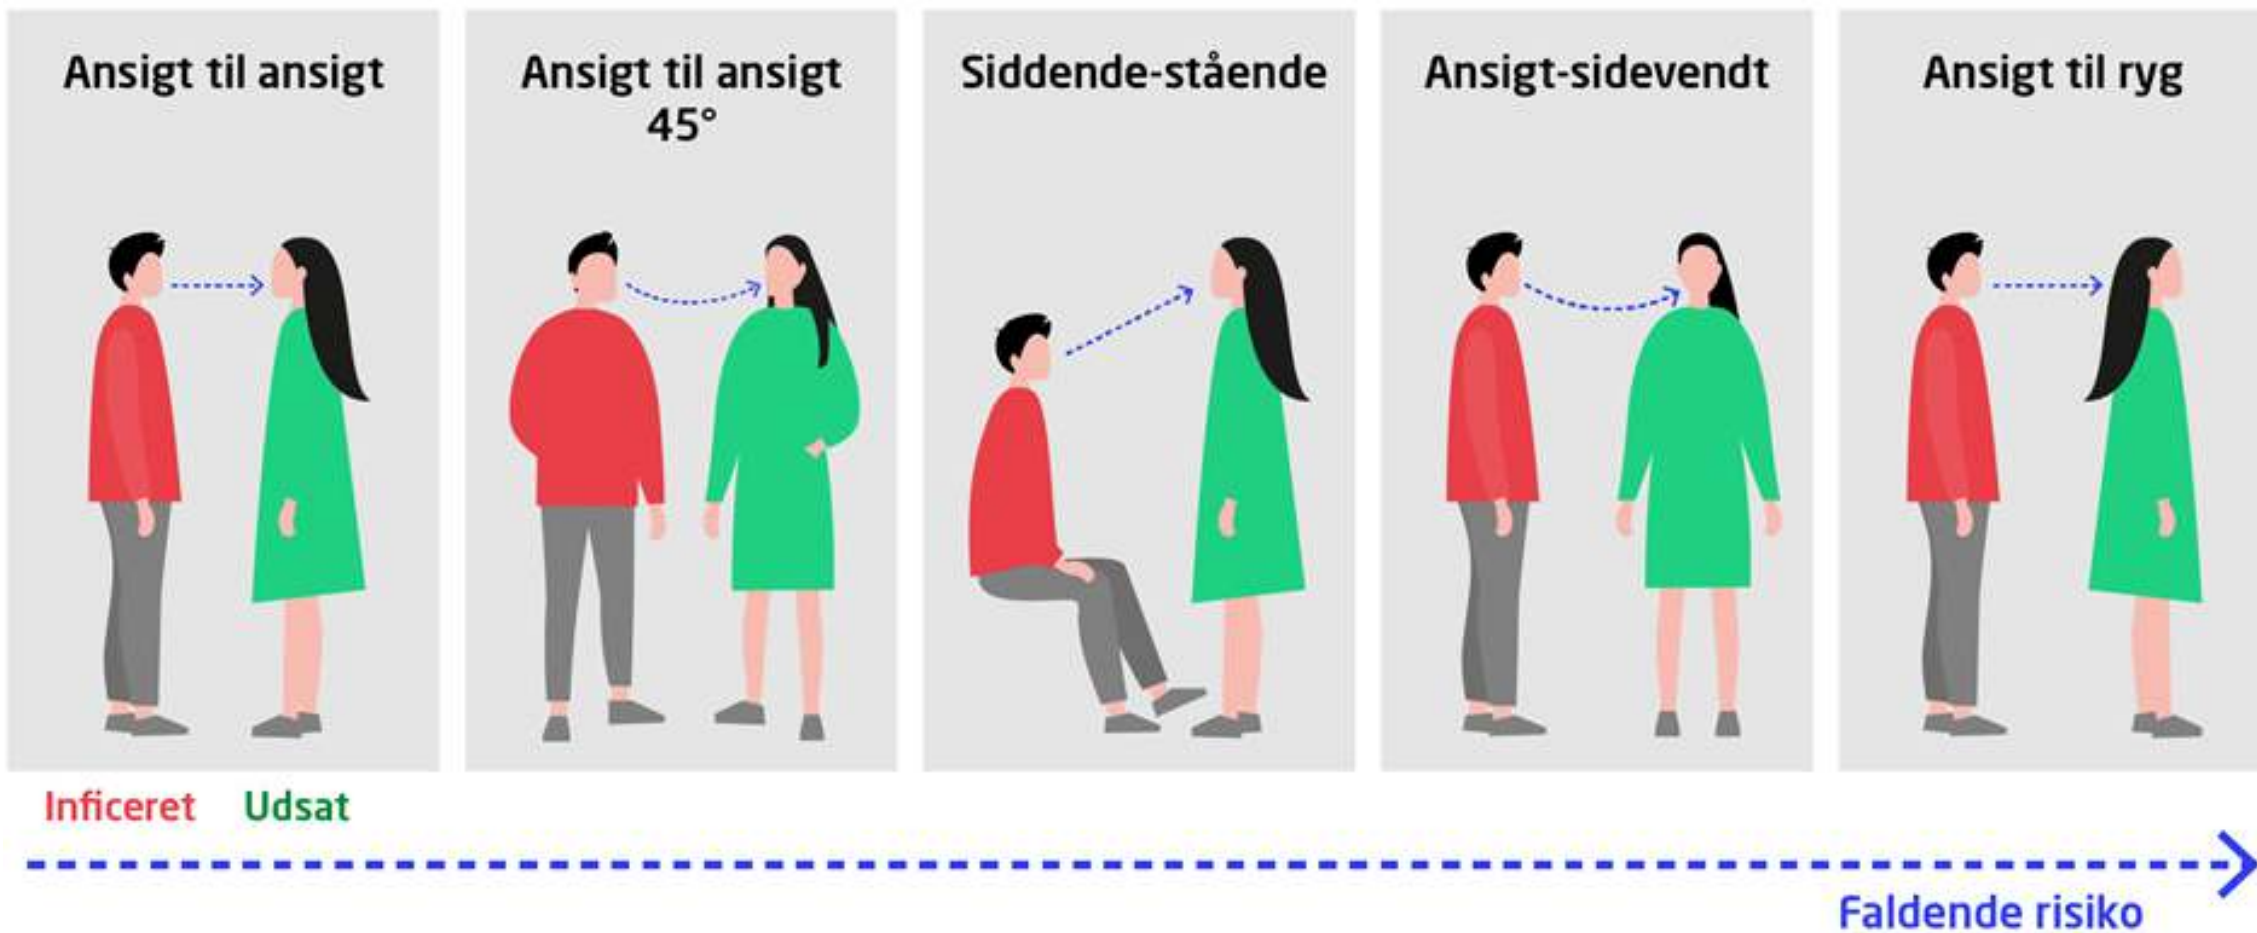 Ansigt til ansigt
Ansigt til ansigt
45°
Siddende-stående
Ansigt-sidevendt
Ansigt til ryg
Inficeret
Udsat
Faldende risiko